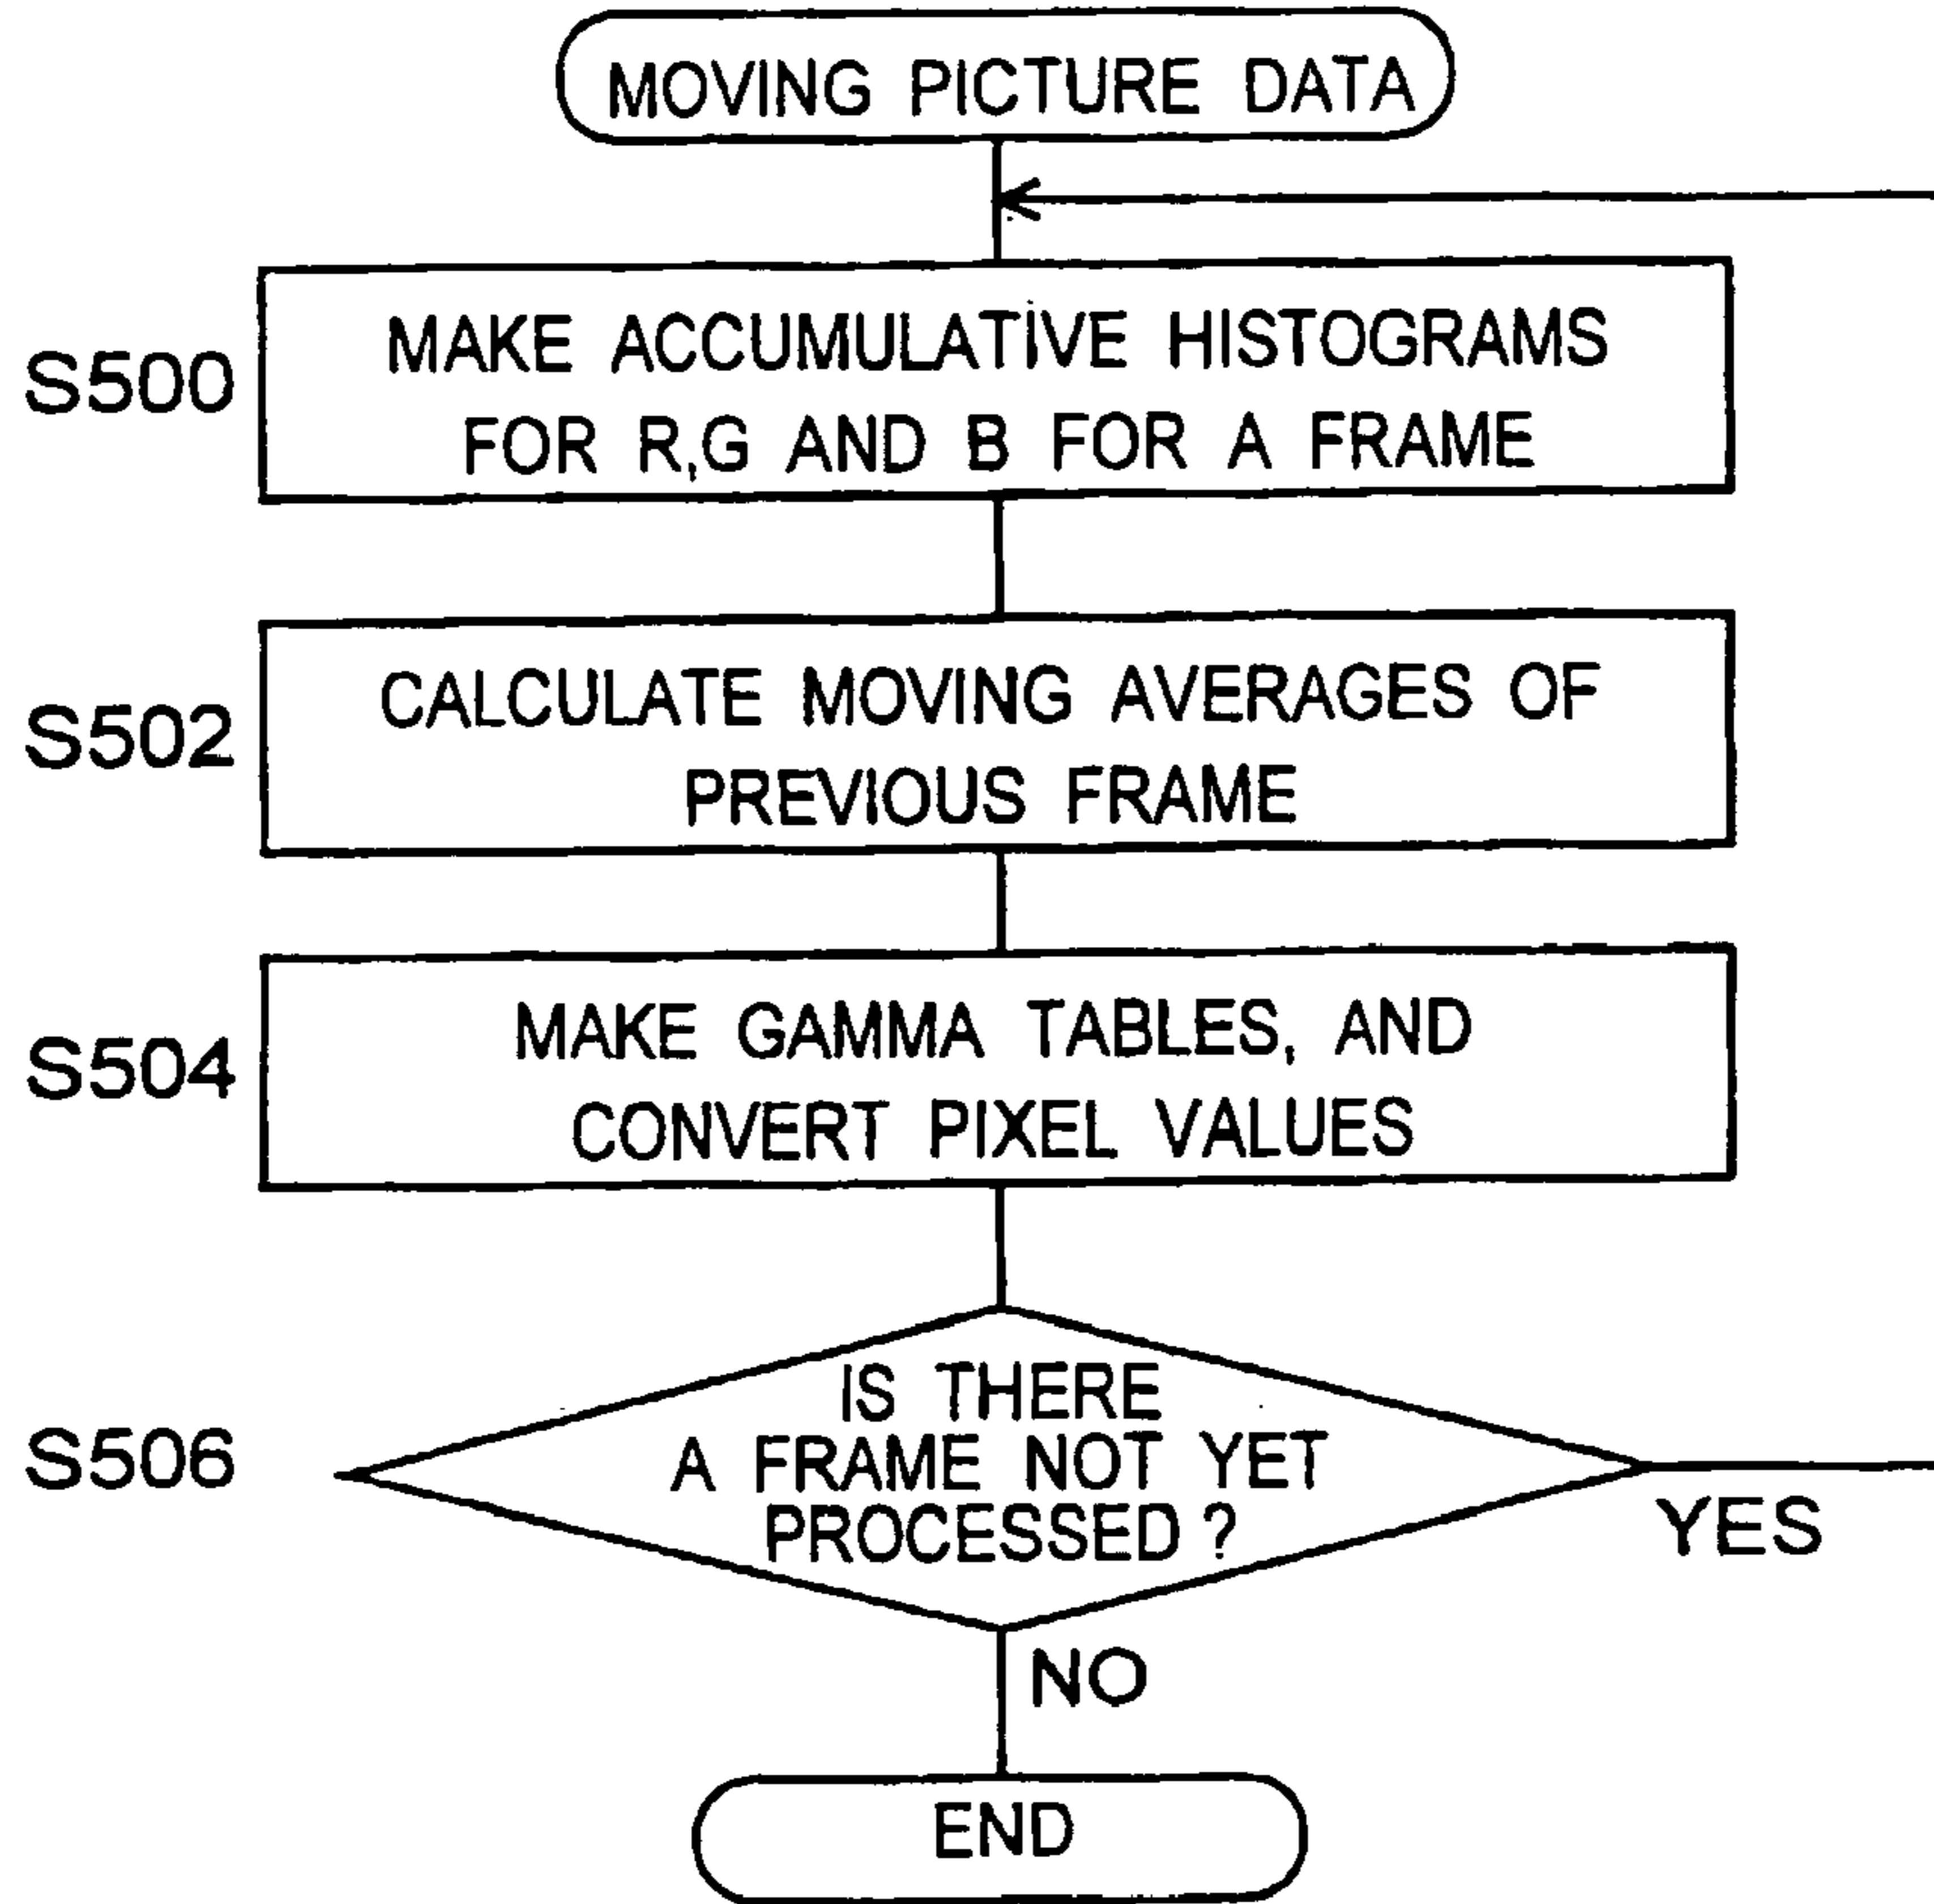 MOVING PICTURE DATA
S500
MAKE ACCUMULATIVE HISTOGRAMS
FOR R,G AND B FOR A FRAME
S502
CALCULATE MOVING AVERAGES OF
PREVIOUS FRAME
S504
MAKE GAMMA TABLES, AND
CONVERT PIXEL VALUES
S506
IS THERE
A FRAME NOT YET
PROCESSED ?
YES
NO
END